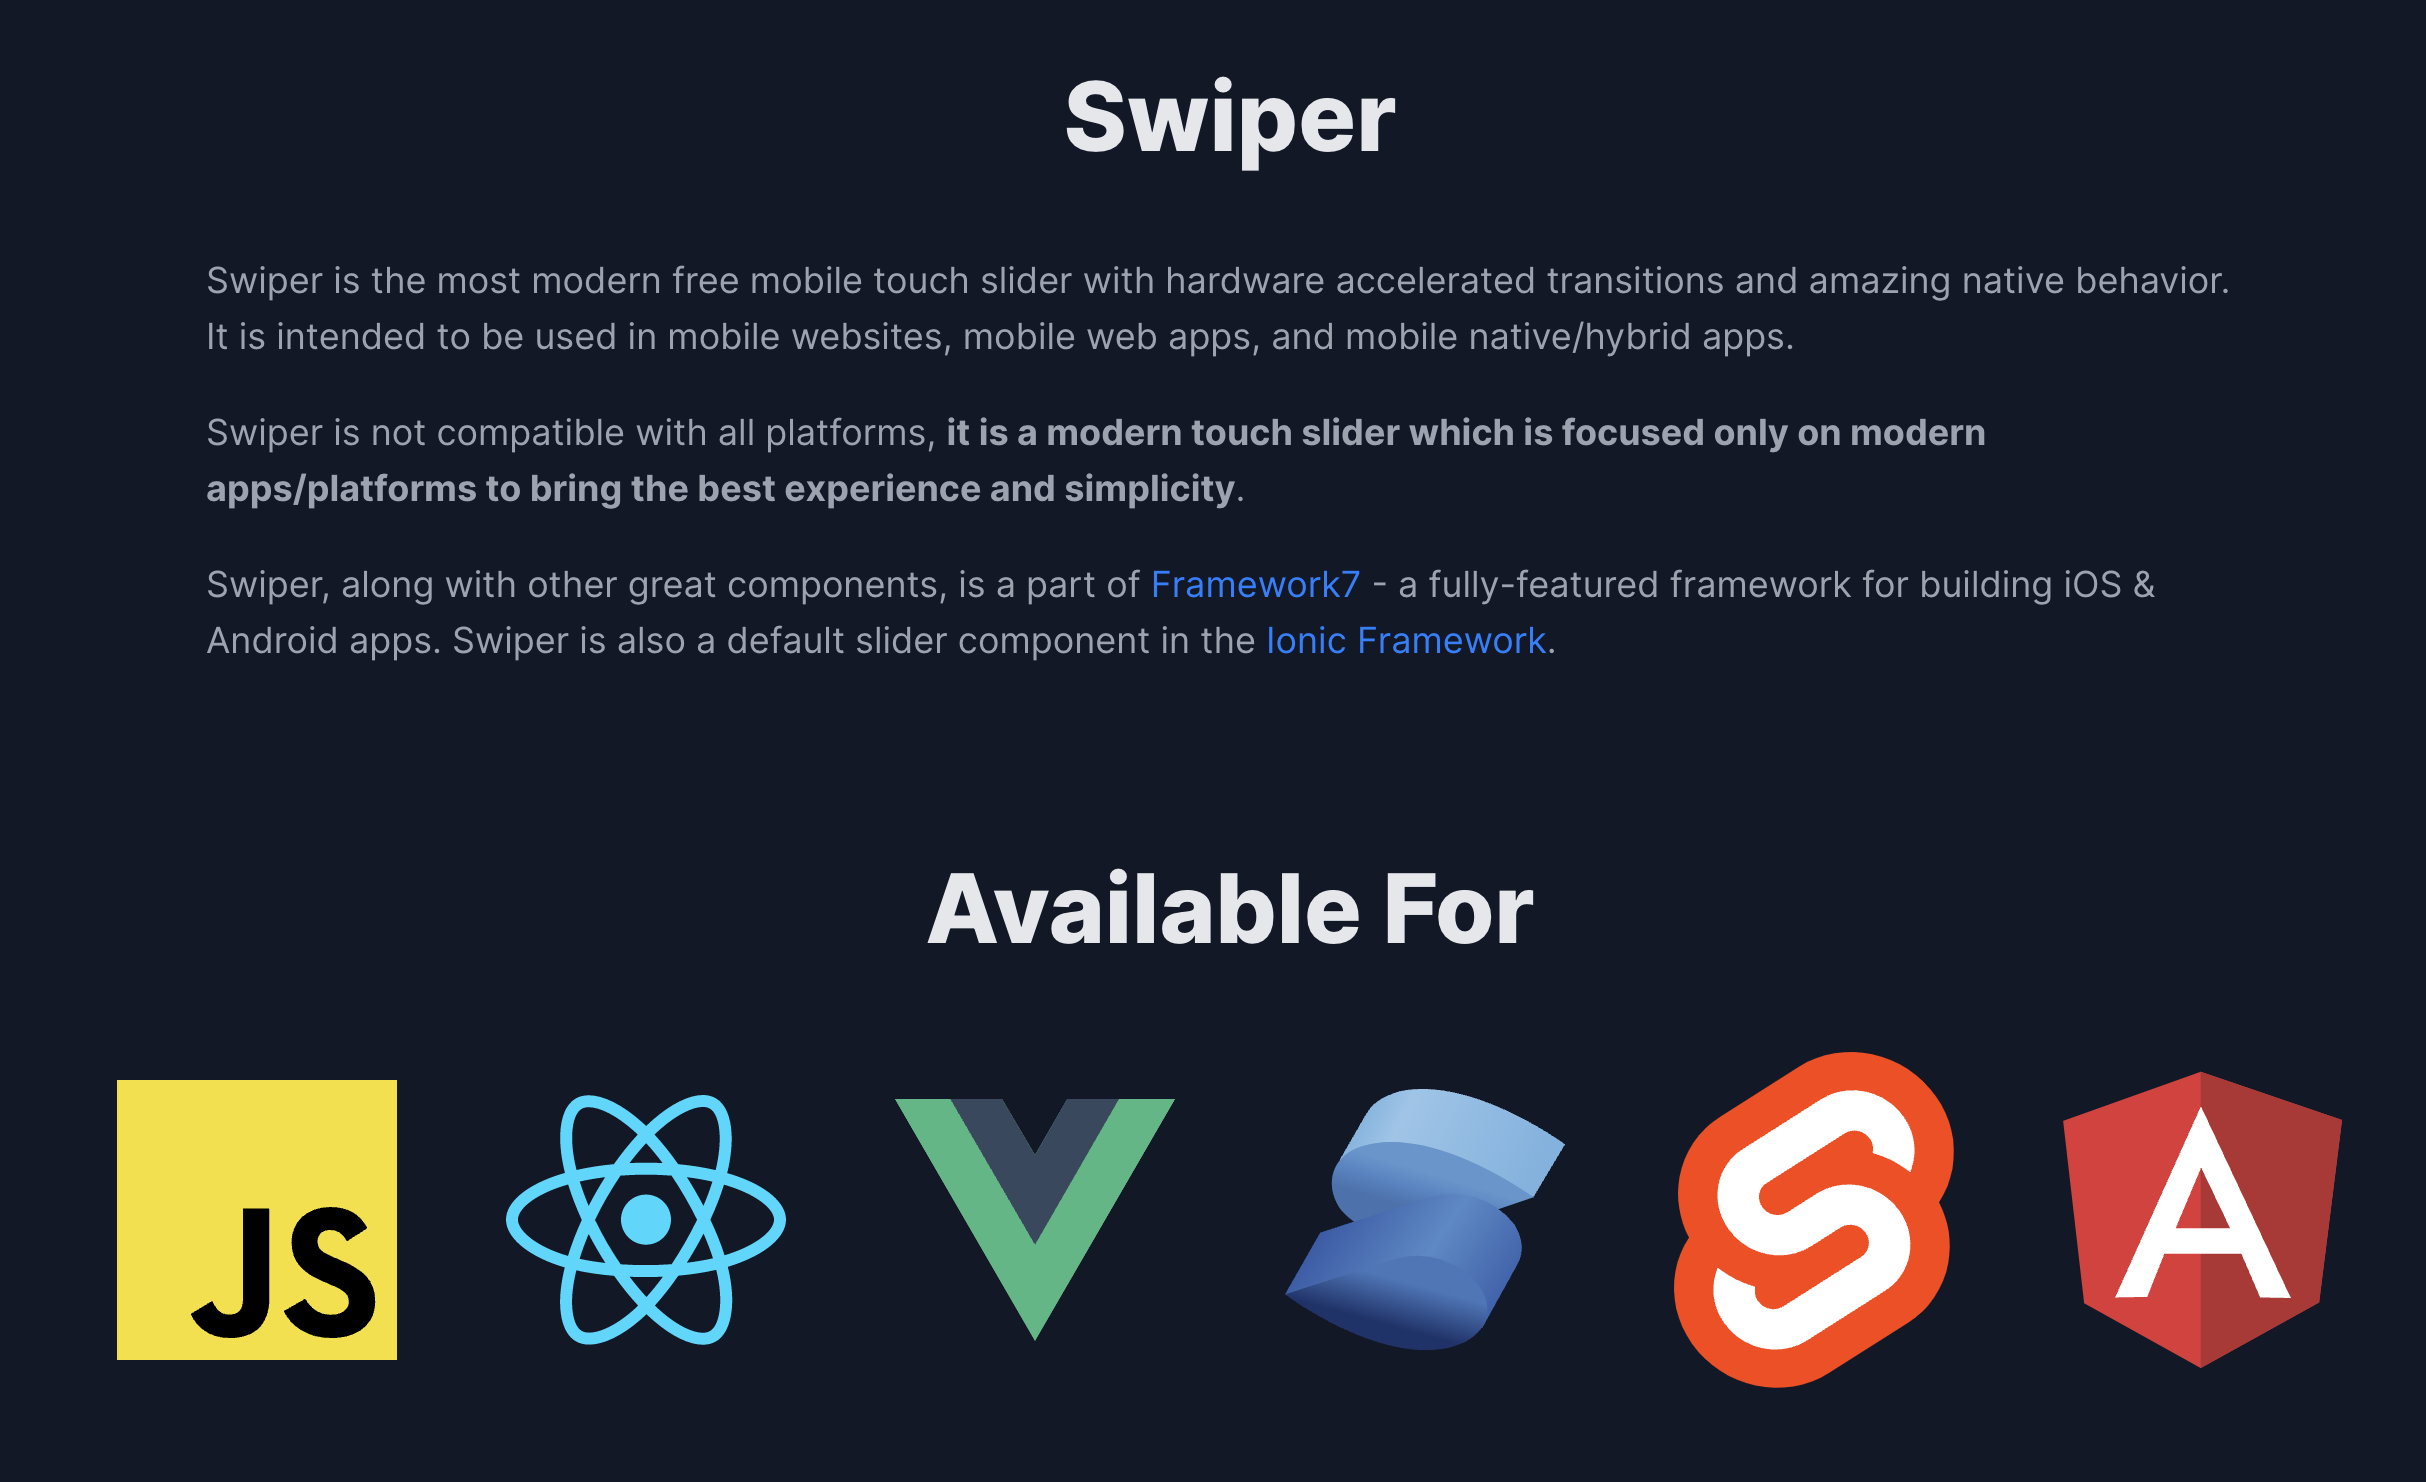 Swiper
Swiper is the most modern free mobile touch slider with hardware accelerated transitions and amazing native behavior.
It is intended to be used in mobile websites, mobile web apps, and mobile native/hybrid apps.
Swiper is not compatible with all platforms, it is a modern touch slider which is focused only on modern
apps/platforms to bring the best experience and simplicity.
Swiper, along with other great components, is a part of Framework7 - a fully-featured framework for building iOS &
Android apps. Swiper is also a default slider component in the Ionic Framework.
Available For
JS